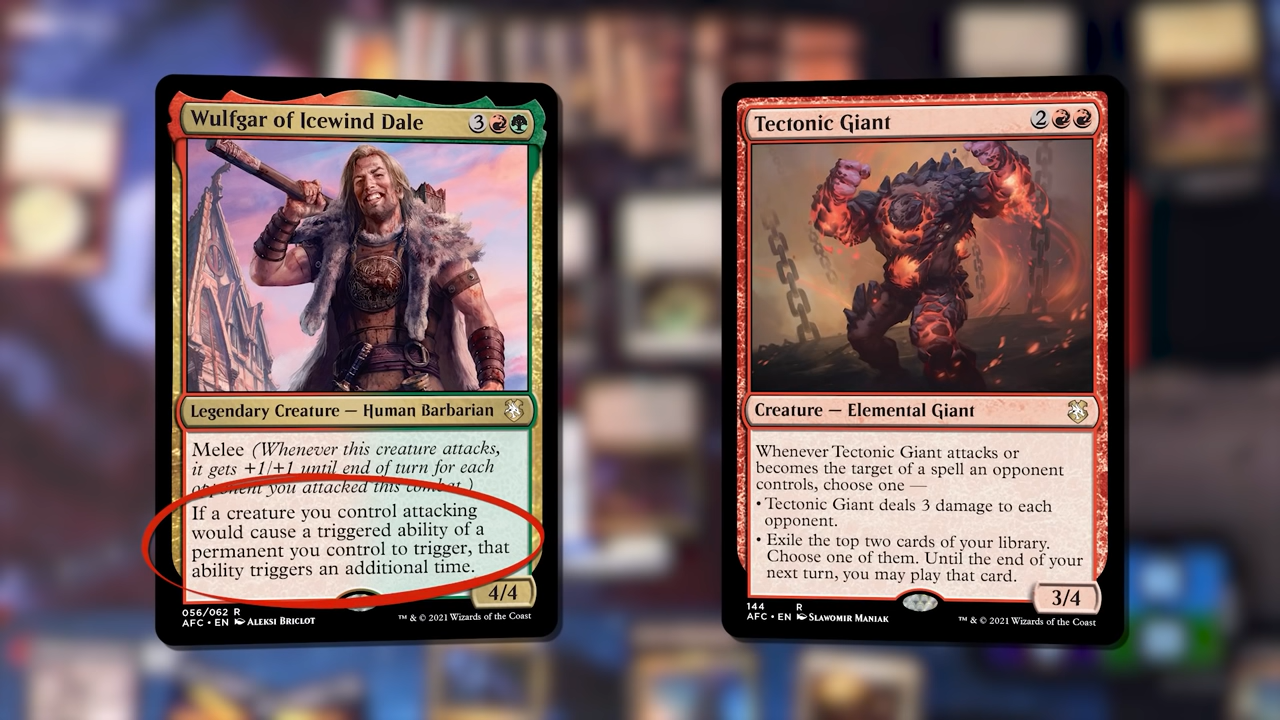 Wulfgar of Icewind Dale
3
Legendary Creature — Human Barbarian
Melee (Whenever this creature attacks,
it gets +1/+1 until end of turn for each
opponent you attacked this combat.)
If a creature you control attacking
would cause a triggered ability of a
permanent you control to trigger, that
ability triggers an additional time.
4/4
056/062 R
AFC • EN Aleksi Briclot
™ & © 2021 Wizards of the Coast
Tectonic Giant
2
Creature — Elemental Giant
Whenever Tectonic Giant attacks or
becomes the target of a spell an opponent
controls, choose one —
• Tectonic Giant deals 3 damage to each
opponent.
• Exile the top two cards of your library.
Choose one of them. Until the end of your
next turn, you may play that card.
3/4
144 R
AFC • EN Slawomir Maniak
™ & © 2021 Wizards of the Coast